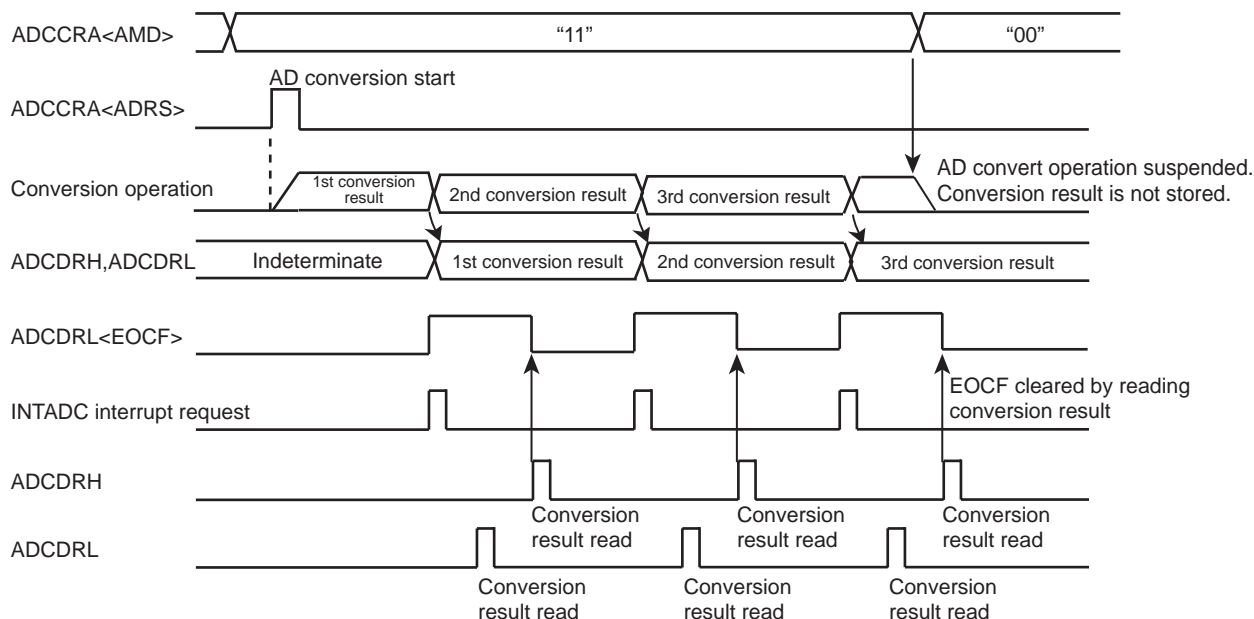 ADCCRA<AMD>
“11”
“00”
AD conversion start
ADCCRA<ADRS>
AD convert operation suspended.
Conversion result is not stored.
Conversion operation
1st conversion
result
2nd conversion result
3rd conversion result
ADCDRH,ADCDRL
Indeterminate
1st conversion result
2nd conversion result
3rd conversion result
ADCDRL<EOCF>
EOCF cleared by reading
conversion result
INTADC interrupt request
ADCDRH
Conversion
result read
Conversion
result read
Conversion
result read
ADCDRL
Conversion
result read
Conversion
result read
Conversion
result read